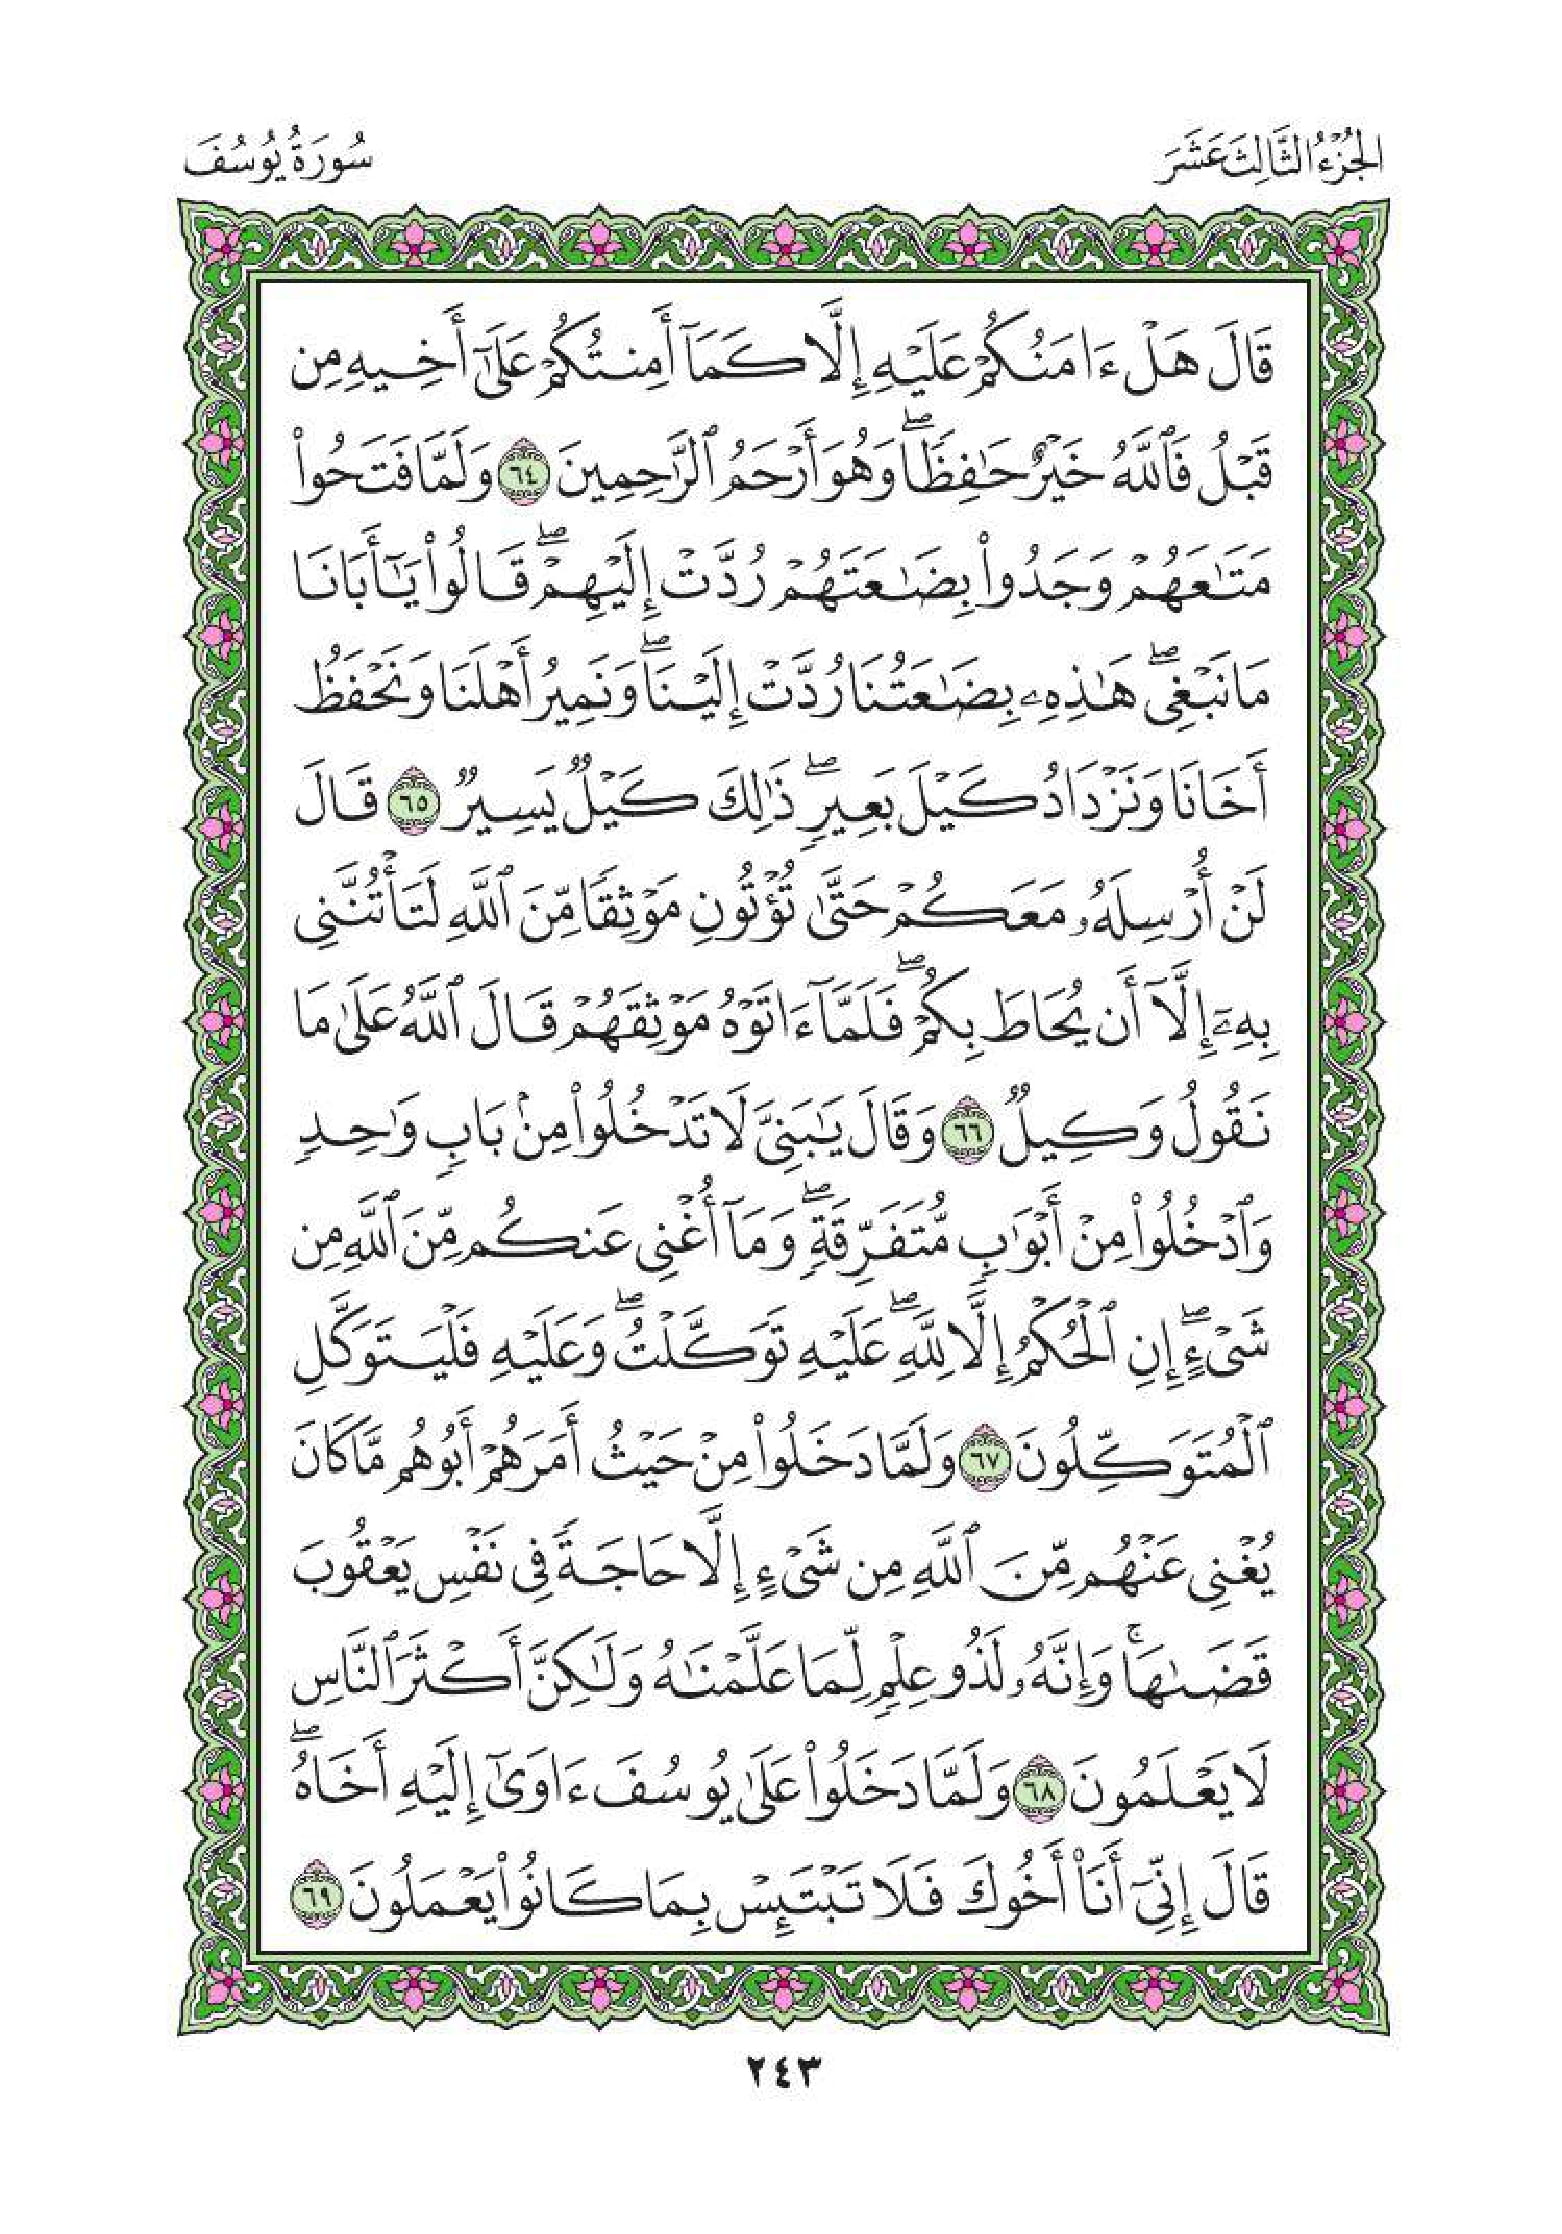 الجُزْءُ الثَّالِثَ عَشَرَ
سُورَةُ يُوسُفَ
قَالَ هَلْ ءَامَنُكُمْ عَلَيْهِ إِلَّا كَمَآ أَمِنتُكُمْ عَلَىٰٓ أَخِيهِ مِن
قَبْلُ فَٱللَّهُ خَيْرٌ حَٰفِظًاۖ وَهُوَ أَرْحَمُ ٱلرَّٰحِمِينَ ٦٤ وَلَمَّا فَتَحُوا۟
مَتَٰعَهُمْ وَجَدُوا۟ بِضَٰعَتَهُمْ رُدَّتْ إِلَيْهِمْۖ قَالُوا۟ يَٰٓأَبَانَا
مَا نَبْغِىۖ هَٰذِهِۦ بِضَٰعَتُنَا رُدَّتْ إِلَيْنَاۖ وَنَمِيرُ أَهْلَنَا وَنَحْفَظُ
أَخَانَا وَنَزْدَادُ كَيْلَ بَعِيرٍۖ ذَٰلِكَ كَيْلٌ يَسِيرٌ ٦٥ قَالَ
لَنْ أُرْسِلَهُۥ مَعَكُمْ حَتَّىٰ تُؤْتُونِ مَوْثِقًا مِّنَ ٱللَّهِ لَتَأْتُنَّنِى
بِهِۦٓ إِلَّآ أَن يُحَاطَ بِكُمْۖ فَلَمَّآ ءَاتَوْهُ مَوْثِقَهُمْ قَالَ ٱللَّهُ عَلَىٰ مَا
نَقُولُ وَكِيلٌ ٦٦ وَقَالَ يَٰبَنِىَّ لَا تَدْخُلُوا۟ مِنۢ بَابٍ وَٰحِدٍ
وَٱدْخُلُوا۟ مِنْ أَبْوَٰبٍ مُّتَفَرِّقَةٍۖ وَمَآ أُغْنِى عَنكُم مِّنَ ٱللَّهِ مِن
شَىْءٍۖ إِنِ ٱلْحُكْمُ إِلَّا لِلَّهِۖ عَلَيْهِ تَوَكَّلْتُۖ وَعَلَيْهِ فَلْيَتَوَكَّلِ
ٱلْمُتَوَكِّلُونَ ٦٧ وَلَمَّا دَخَلُوا۟ مِنْ حَيْثُ أَمَرَهُمْ أَبُوهُم مَّا كَانَ
يُغْنِى عَنْهُم مِّنَ ٱللَّهِ مِن شَىْءٍ إِلَّا حَاجَةً فِى نَفْسِ يَعْقُوبَ
قَضَىٰهَاۚ وَإِنَّهُۥ لَذُو عِلْمٍ لِّمَا عَلَّمْنَٰهُ وَلَٰكِنَّ أَكْثَرَ ٱلنَّاسِ
لَا يَعْلَمُونَ ٦٨ وَلَمَّا دَخَلُوا۟ عَلَىٰ يُوسُفَ ءَاوَىٰٓ إِلَيْهِ أَخَاهُۖ
قَالَ إِنِّىٓ أَنَا۠ أَخُوكَ فَلَا تَبْتَئِسْ بِمَا كَانُوا۟ يَعْمَلُونَ ٦٩
٢٤٣